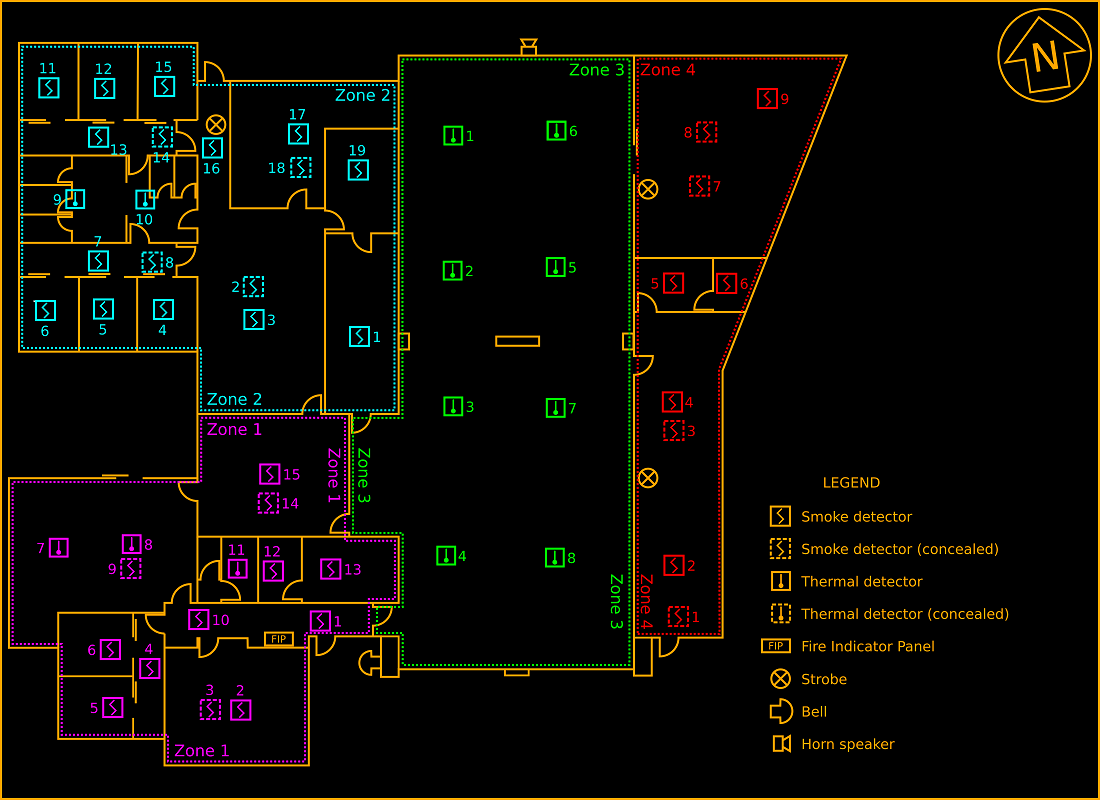 N
Zone 3
Zone 4
11
12
15
Zone 2
9
17
1
6
8
13
14
16
18
19
7
9
10
7
8
2
5
5
6
2
3
6
5
4
1
Zone 2
3
7
4
3
Zone 1
Zone 1
Zone 3
15
14
LEGEND
Smoke detector
7
8
9
11
12
13
4
8
2
Smoke detector (concealed)
Thermal detector
Zone 3
Zone 4
10
1
1
Thermal detector (concealed)
FIP
6
4
FIP
Fire Indicator Panel
5
3
2
Strobe
Bell
Zone 1
Horn speaker